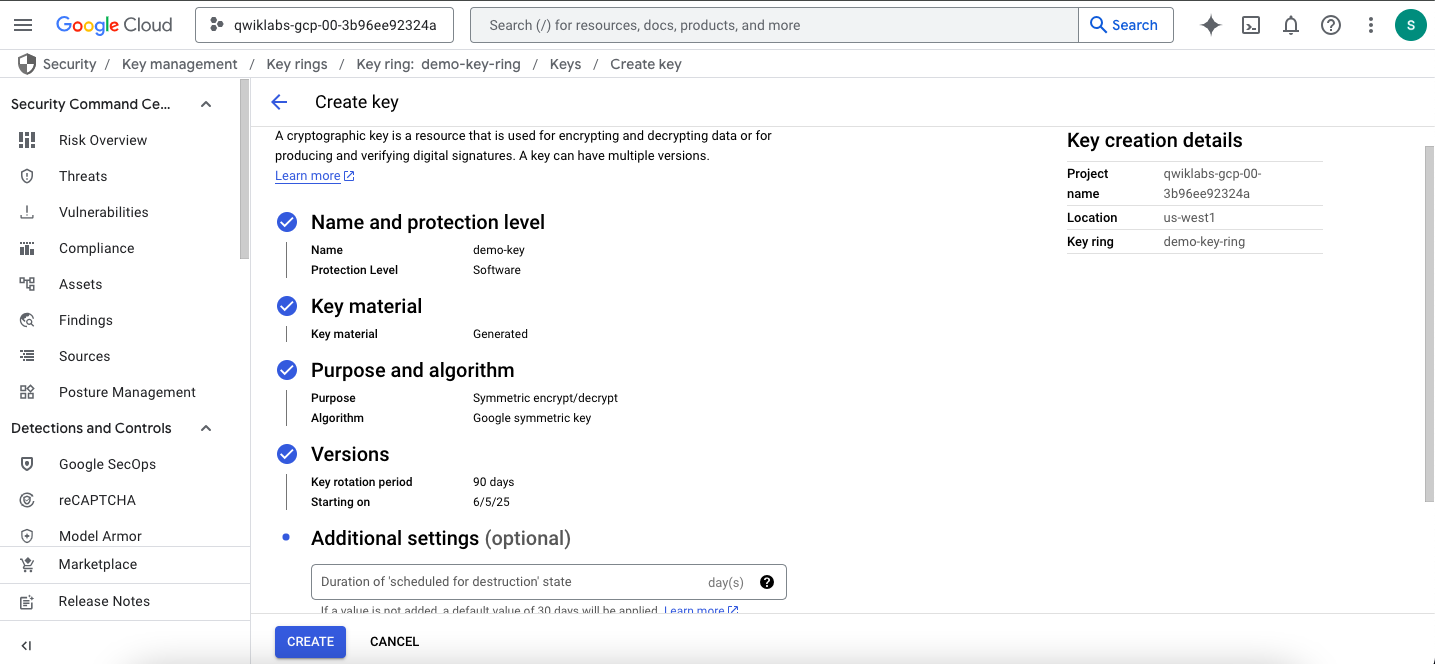 Google Cloud
qwiklabs-gcp-00-3b96ee92324a
Search (/) for resources, docs, products, and more
Search
S
Security / Key management / Key rings / Key ring: demo-key-ring / Keys / Create key
Security Command Ce...
Risk Overview
Threats
Vulnerabilities
Compliance
Assets
Findings
Sources
Posture Management
Detections and Controls
Google SecOps
reCAPTCHA
Model Armor
Marketplace
Release Notes
Create key
A cryptographic key is a resource that is used for encrypting and decrypting data or for
producing and verifying digital signatures. A key can have multiple versions.
Learn more
Name and protection level
Name demo-key
Protection Level Software
Key material
Key material Generated
Purpose and algorithm
Purpose Symmetric encrypt/decrypt
Algorithm Google symmetric key
Versions
Key rotation period 90 days
Starting on 6/5/25
Additional settings (optional)
Duration of 'scheduled for destruction' state day(s)
If a value is not added, a default value of 30 days will be applied. Learn more
CREATE CANCEL
Key creation details
Project qwiklabs-gcp-00-
name 3b96ee92324a
Location us-west1
Key ring demo-key-ring